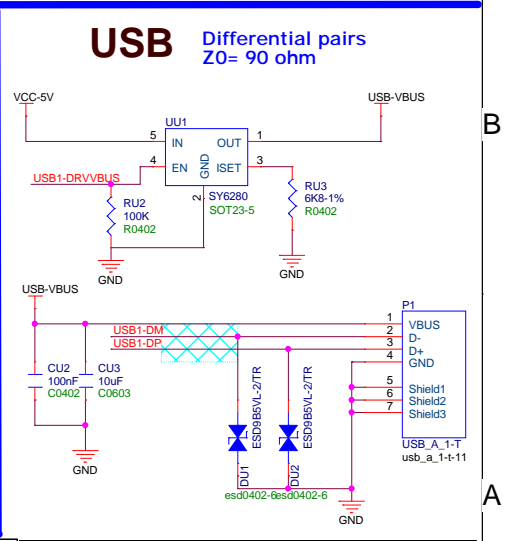 USB
Differential pairs
Z0= 90 ohm
VCC-5V
USB-VBUS
B
UU1
5
IN
OUT
1
4
EN
GND
ISET
3
2
USB1-DRVVBUS
SY6280
SOT23-5
RU2
100K
R0402
RU3
6K8-1%
R0402
GND
GND
USB-VBUS
P1
1
VBUS
USB1-DM
2
D-
USB1-DP
3
D+
4
GND
5
Shield1
6
Shield2
7
Shield3
USB_A_1-T
usb_a_1-t-11
CU2
100nF
C0402
CU3
10uF
C0603
ESD9B5VL-2/TR
ESD9B5VL-2/TR
DU1
DU2
esd0402-6
esd0402-6
GND
GND
A